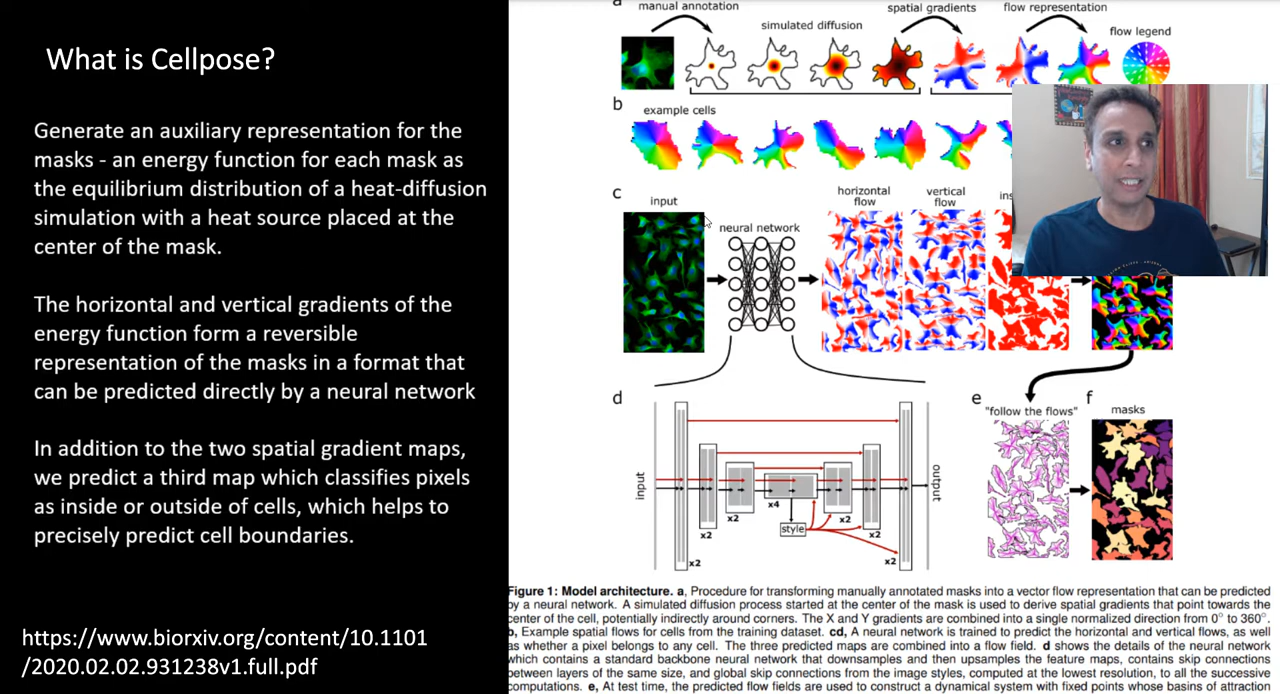 What is Cellpose?
Generate an auxiliary representation for the
masks - an energy function for each mask as
the equilibrium distribution of a heat-diffusion
simulation with a heat source placed at the
center of the mask.
The horizontal and vertical gradients of the
energy function form a reversible
representation of the masks in a format that
can be predicted directly by a neural network
In addition to the two spatial gradient maps,
we predict a third map which classifies pixels
as inside or outside of cells, which helps to
precisely predict cell boundaries.
https://www.biorxiv.org/content/10.1101
/2020.02.02.931238v1.full.pdf
a
manual annotation
spatial gradients
flow representation
simulated diffusion
flow legend
b
example cells
c
input
neural network
horizontal
flow
vertical
flow
d
input
x2
x2
x2
x4
style
x2
x2
x2
output
e
"follow the flows"
f
masks
Figure 1: Model architecture. a, Procedure for transforming manually annotated masks into a vector flow representation that can be predicted
by a neural network. A simulated diffusion process started at the center of the mask is used to derive spatial gradients that point towards the
center of the cell, potentially indirectly around corners. The X and Y gradients are combined into a single normalized direction from 0° to 360°.
b, Example spatial flows for cells from the training dataset. cd, A neural network is trained to predict the horizontal and vertical flows, as well
as whether a pixel belongs to any cell. The three predicted maps are combined into a flow field. d shows the details of the neural network
which contains a standard backbone neural network that downsamples and then upsamples the feature maps, contains skip connections
between layers of the same size, and global skip connections from the image styles, computed at the lowest resolution, to all the successive
computations. e, At test time, the predicted flow fields are used to construct a dynamical system with fixed points whose basins of attraction